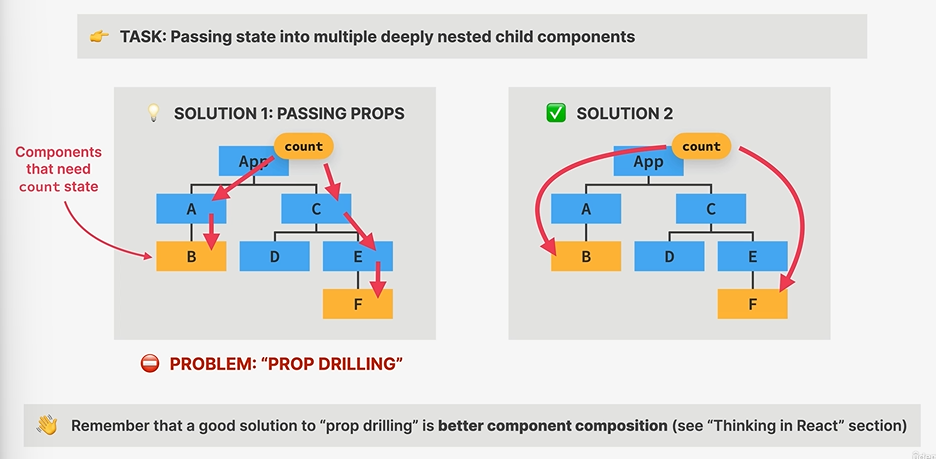 👉 TASK: Passing state into multiple deeply nested child components
💡 SOLUTION 1: PASSING PROPS
Components
that need
count state
count
App
A
C
B
D
E
F
⛔ PROBLEM: “PROP DRILLING”
✅ SOLUTION 2
count
App
A
C
B
D
E
F
👋 Remember that a good solution to “prop drilling” is better component composition (see “Thinking in React” section)